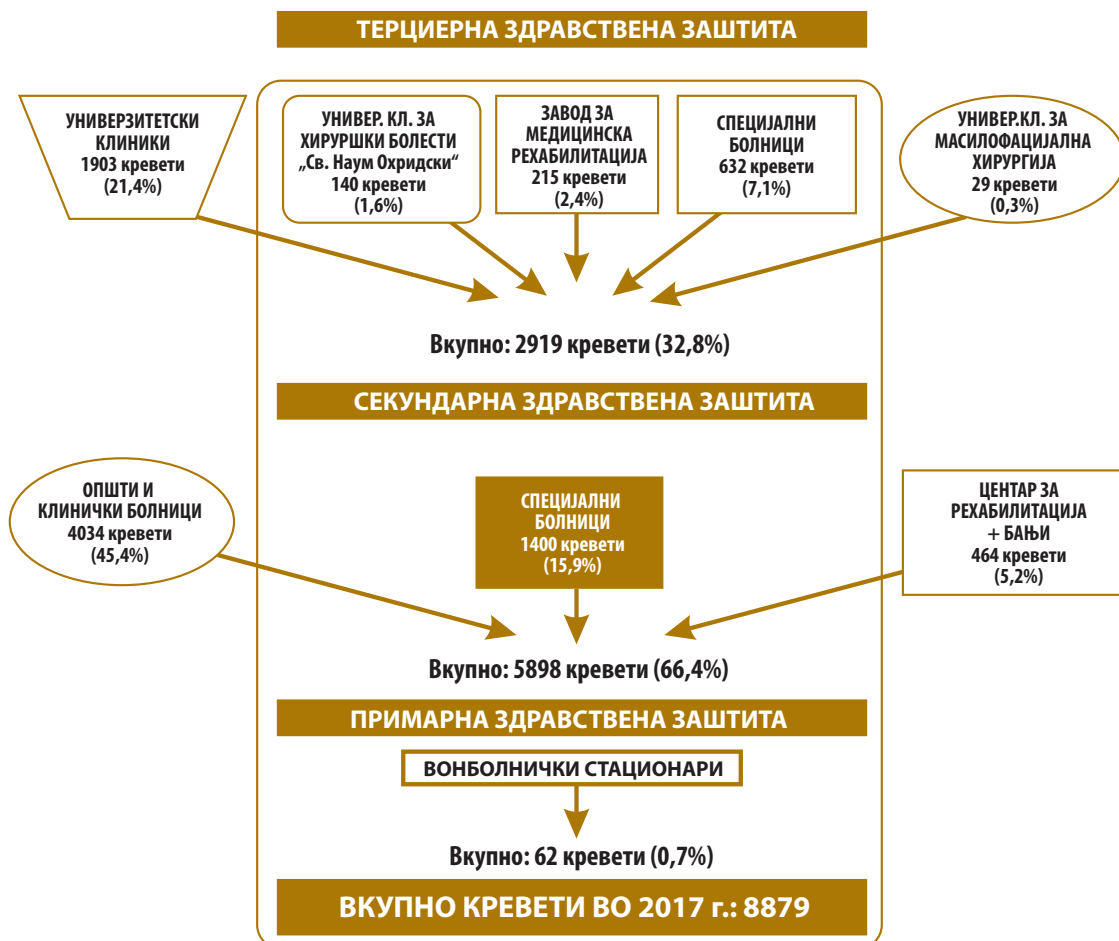 ТЕРЦИЕРНА ЗДРАВСТВЕНА ЗАШТИТА
УНИВЕРЗИТЕТСКИ
КЛИНИКИ
1903 кревети
(21,4%)
УНИВЕР. КЛ. ЗА
ХИРУРШКИ БОЛЕСТИ
„Св. Наум Охридски“
140 кревети
(1,6%)
ЗАВОД ЗА
МЕДИЦИНСКА
РЕХАБИЛИТАЦИЈА
215 кревети
(2,4%)
СПЕЦИЈАЛНИ
БОЛНИЦИ
632 кревети
(7,1%)
УНИВЕР.КЛ. ЗА
МАСИЛОФАЦИЈАЛНА
ХИРУРГИЈА
29 кревети
(0,3%)
Вкупно: 2919 кревети (32,8%)
СЕКУНДАРНА ЗДРАВСТВЕНА ЗАШТИТА
ОПШТИ И
КЛИНИЧКИ БОЛНИЦИ
4034 кревети
(45,4%)
СПЕЦИЈАЛНИ
БОЛНИЦИ
1400 кревети
(15,9%)
ЦЕНТАР ЗА
РЕХАБИЛИТАЦИЈА
+ БАЊИ
464 кревети
(5,2%)
Вкупно: 5898 кревети (66,4%)
ПРИМАРНА ЗДРАВСТВЕНА ЗАШТИТА
ВОНБОЛНИЧКИ СТАЦИОНАРИ
Вкупно: 62 кревети (0,7%)
ВКУПНО КРЕВЕТИ ВО 2017 г.: 8879